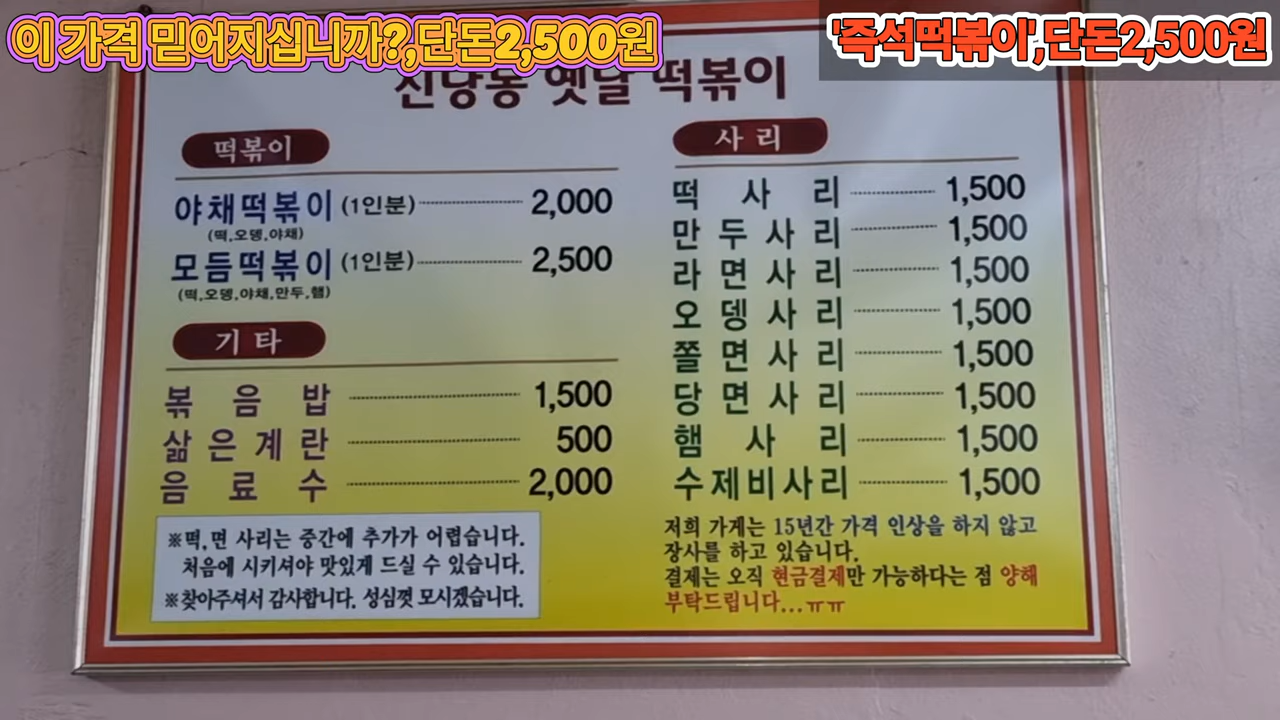 이 가격 믿어지십니까?,단돈2,500원
'즉석떡볶이',단돈2,500원
신당동 옛날 떡볶이
떡볶이
야채떡볶이 (1인분) 2,000
(떡,오뎅,야채)
모듬떡볶이 (1인분) 2,500
(떡,오뎅,야채,만두,햄)
기타
볶음밥 1,500
삶은계란 500
음료수 2,000
※떡,면 사리는 중간에 추가가 어렵습니다.
처음에 시키셔야 맛있게 드실 수 있습니다.
※찾아주셔서 감사합니다. 성심껏 모시겠습니다.
사리
떡사리 1,500
만두사리 1,500
라면사리 1,500
오뎅사리 1,500
쫄면사리 1,500
당면사리 1,500
햄사리 1,500
수제비사리 1,500
저희 가게는 15년간 가격 인상을 하지 않고
장사를 하고 있습니다.
결제는 오직 현금결제만 가능하다는 점 양해
부탁드립니다...ㅠㅠ